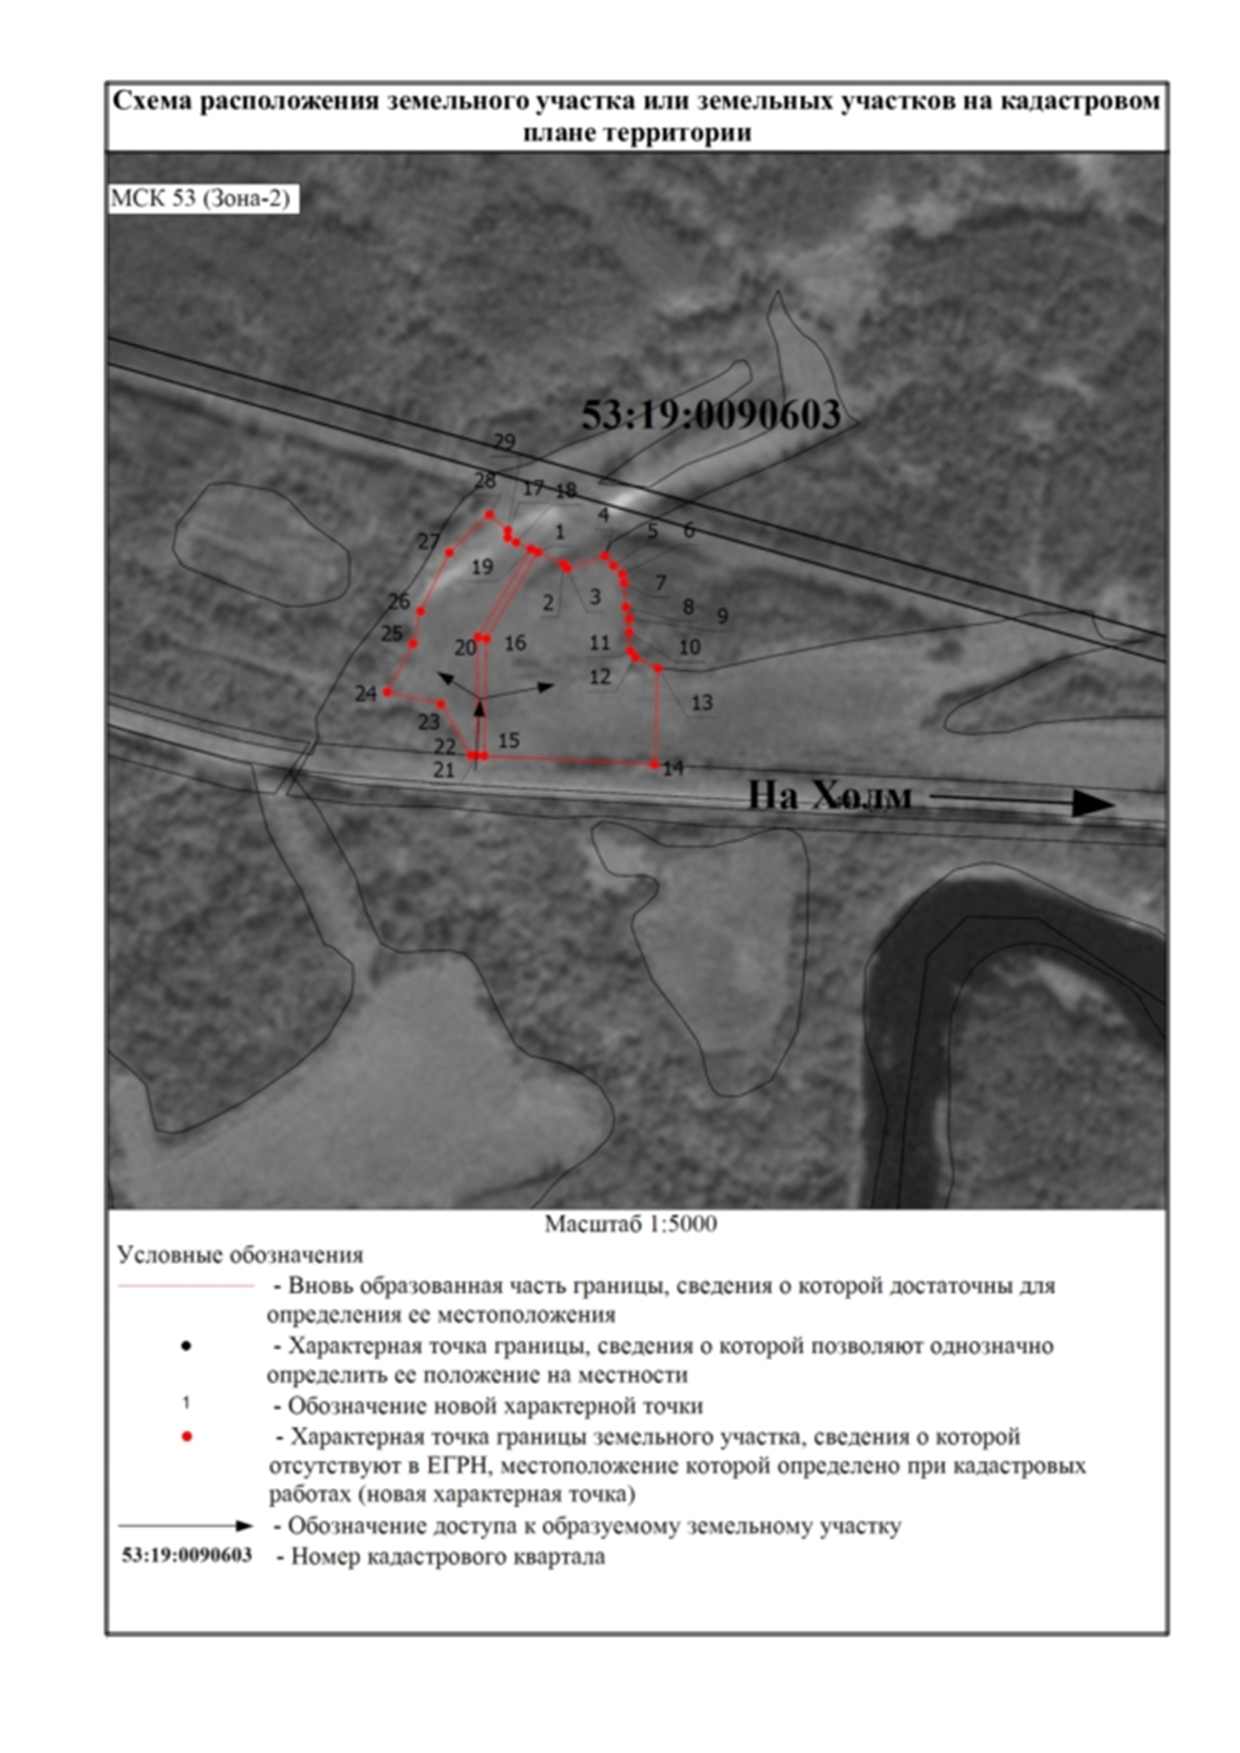 Схема расположения земельного участка или земельных участков на кадастровом
плане территории
МСК 53 (Зона-2)
53:19:0090603
29
28
17
18
4
1
5
6
27
19
7
2
3
26
8
9
25
20
16
11
10
12
24
13
23
22
15
21
14
На Холм
Масштаб 1:5000
Условные обозначения
- Вновь образованная часть границы, сведения о которой достаточны для
определения ее местоположения
- Характерная точка границы, сведения о которой позволяют однозначно
определить ее положение на местности
1 - Обозначение новой характерной точки
- Характерная точка границы земельного участка, сведения о которой
отсутствуют в ЕГРН, местоположение которой определено при кадастровых
работах (новая характерная точка)
- Обозначение доступа к образуемому земельному участку
53:19:0090603 - Номер кадастрового квартала